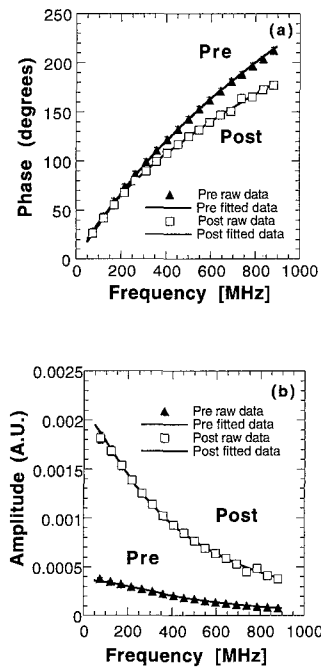 250
(a)
Pre
200
150
Post
100
50
0
Phase (degrees)
Pre raw data
Pre fitted data
Post raw data
Post fitted data
0 200 400 600 800 1000
Frequency [MHz]
0.0025
(b)
0.002
0.0015
0.001
0.0005
0
Amplitude (A.U.)
Pre raw data
Pre fitted data
Post raw data
Post fitted data
Post
Pre
0 200 400 600 800 1000
Frequency [MHz]